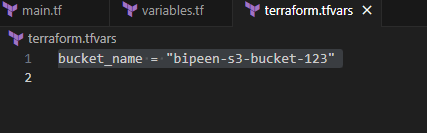 main.tf variables.tf terraform.tfvars ×
terraform.tfvars
1 bucket_name = "bipeen-s3-bucket-123"
2